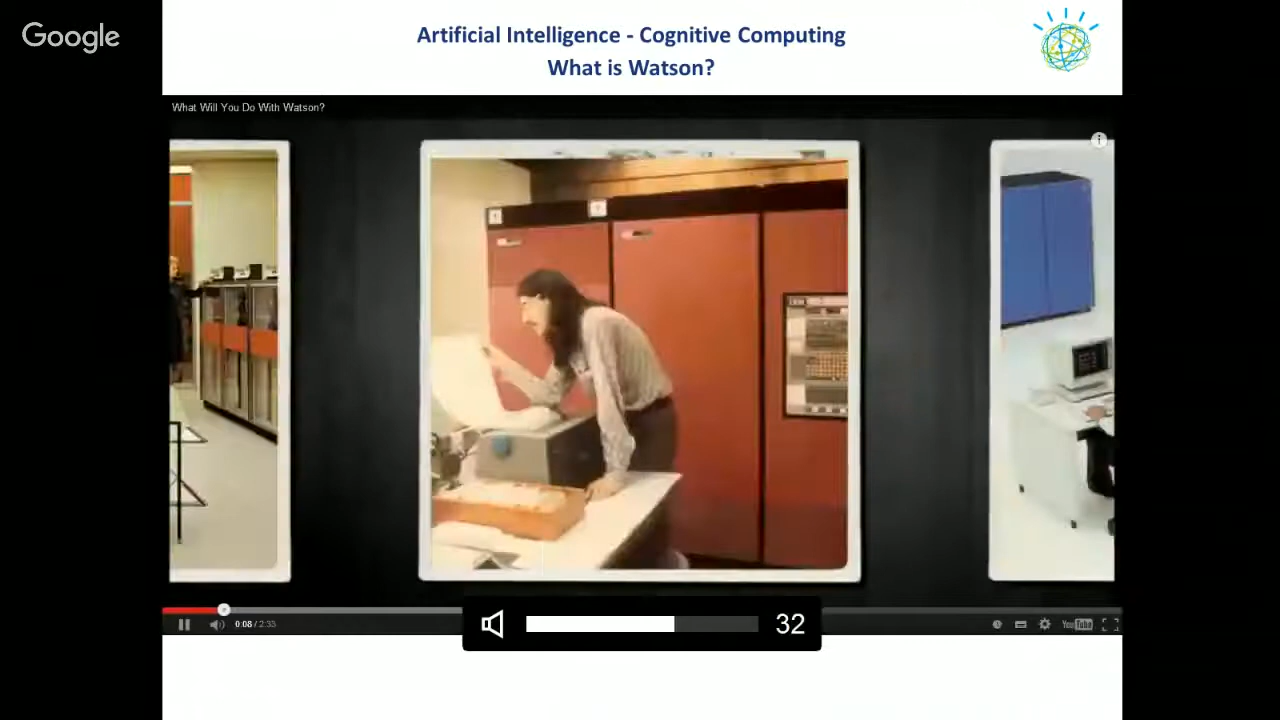 Google
Artificial Intelligence - Cognitive Computing
What is Watson?
What Will You Do With Watson?
0:08 / 2:33
32
YouTube